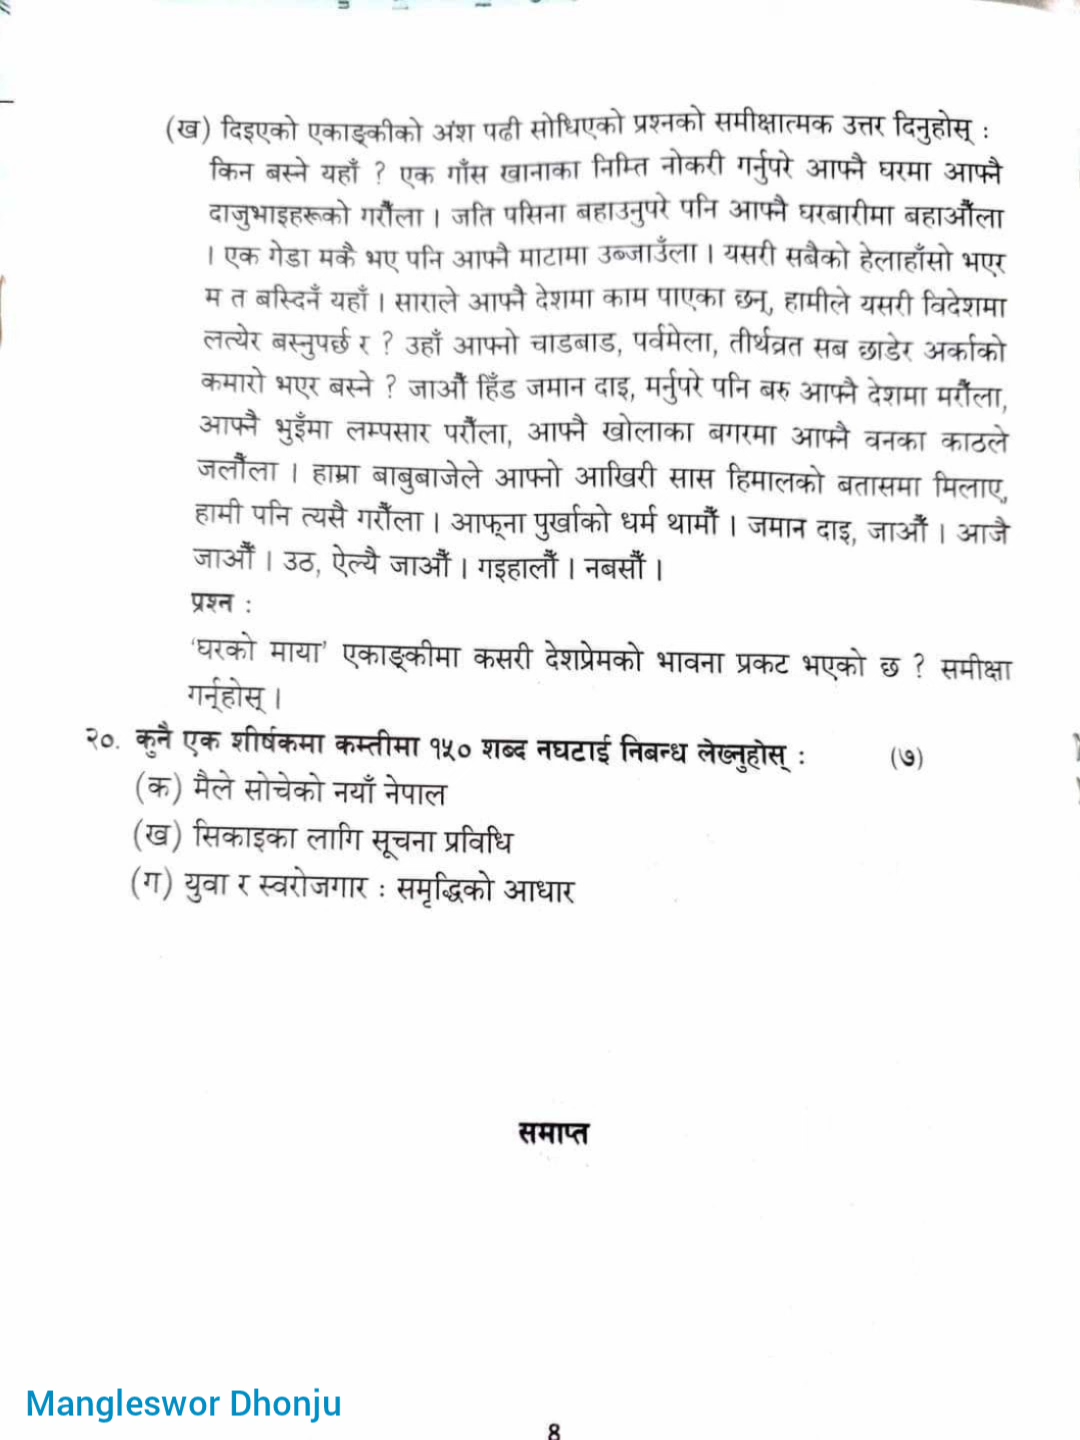 (ख) दिइएको एकाङ्कीको अंश पढी सोधिएको प्रश्नको समीक्षात्मक उत्तर दिनुहोस् :
किन बस्ने यहाँ ? एक गाँस खानाका निम्ति नोकरी गर्नुपरे आफ्नै घरमा आफ्नै
दाजुभाइहरूको गरौँला । जति पसिना बहाउनुपरे पनि आफ्नै घरबारीमा बहाऔँला
। एक गेडा मकै भए पनि आफ्नै माटामा उब्जाउँला । यसरी सबैको हेलाहाँसो भएर
म त बस्दिनँ यहाँ । साराले आफ्नै देशमा काम पाएका छन्, हामीले यसरी विदेशमा
लत्येर बस्नुपर्छ र ? उहाँ आफ्नो चाडबाड, पर्वमेला, तीर्थव्रत सब छाडेर अर्काको
कमारो भएर बस्ने ? जाऔँ हिँड जमान दाइ, मर्नुपरे पनि बरु आफ्नै देशमा मरौँला,
आफ्नै भुइँमा लम्पसार परौँला, आफ्नै खोलाका बगरमा आफ्नै वनका काठले
जलौँला । हाम्रा बाबुबाजेले आफ्नो आखिरी सास हिमालको बतासमा मिलाए,
हामी पनि त्यसै गरौँला । आफ्‌ना पुर्खाको धर्म थामौँ । जमान दाइ, जाऔँ । आजै
जाऔँ । उठ, ऐल्यै जाऔँ । गइहालौँ । नबसौँ ।
प्रश्न :
'घरको माया' एकाङ्कीमा कसरी देशप्रेमको भावना प्रकट भएको छ ? समीक्षा
गर्नुहोस् ।
२०. कुनै एक शीर्षकमा कम्तीमा १५० शब्द नघटाई निबन्ध लेख्नुहोस् : (७)
(क) मैले सोचेको नयाँ नेपाल
(ख) सिकाइका लागि सूचना प्रविधि
(ग) युवा र स्वरोजगार : समृद्धिको आधार
समाप्त
Mangleswor Dhonju
8